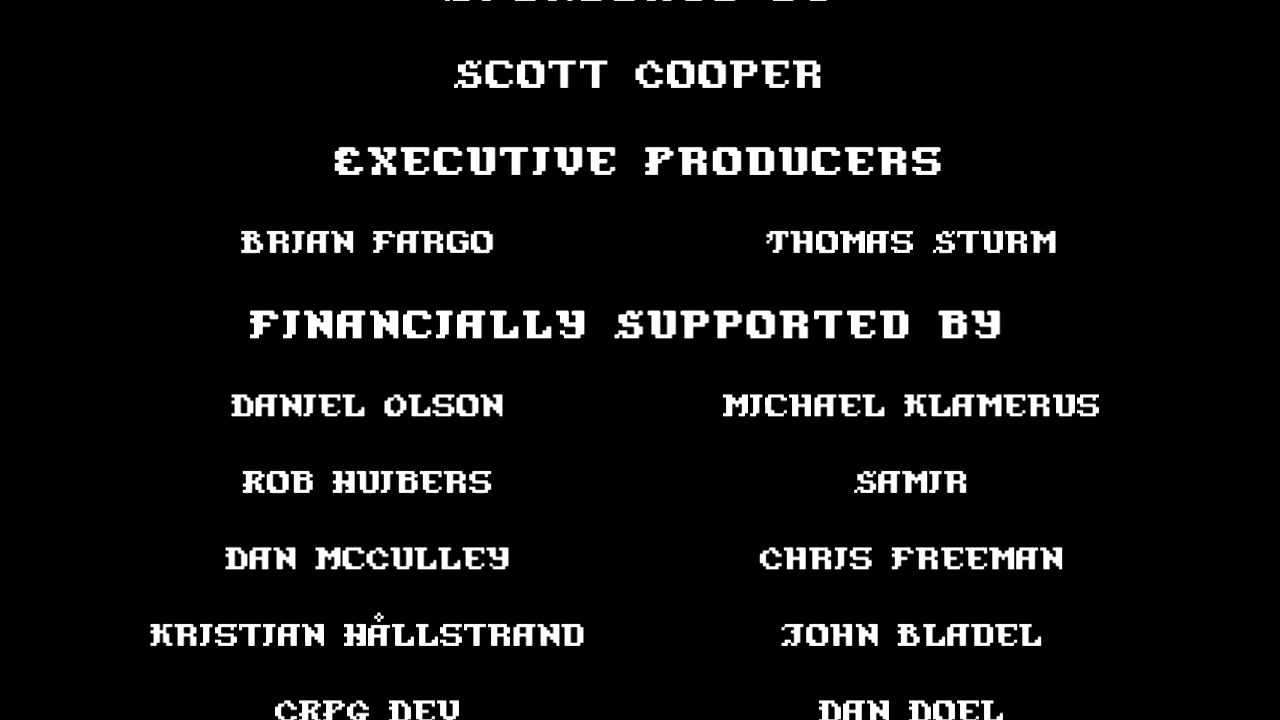 SCOTT COOPER
EXECUTIVE PRODUCERS
BRIAN FARGO THOMAS STURM
FINANCIALLY SUPPORTED BY
DANIEL OLSON MICHAEL KLAMERUS
ROB HUIBERS SAMIR
DAN MCCULLEY CHRIS FREEMAN
KRISTIAN HÅLLSTRAND JOHN BLADEL
CRPG DEV DAN DOEL